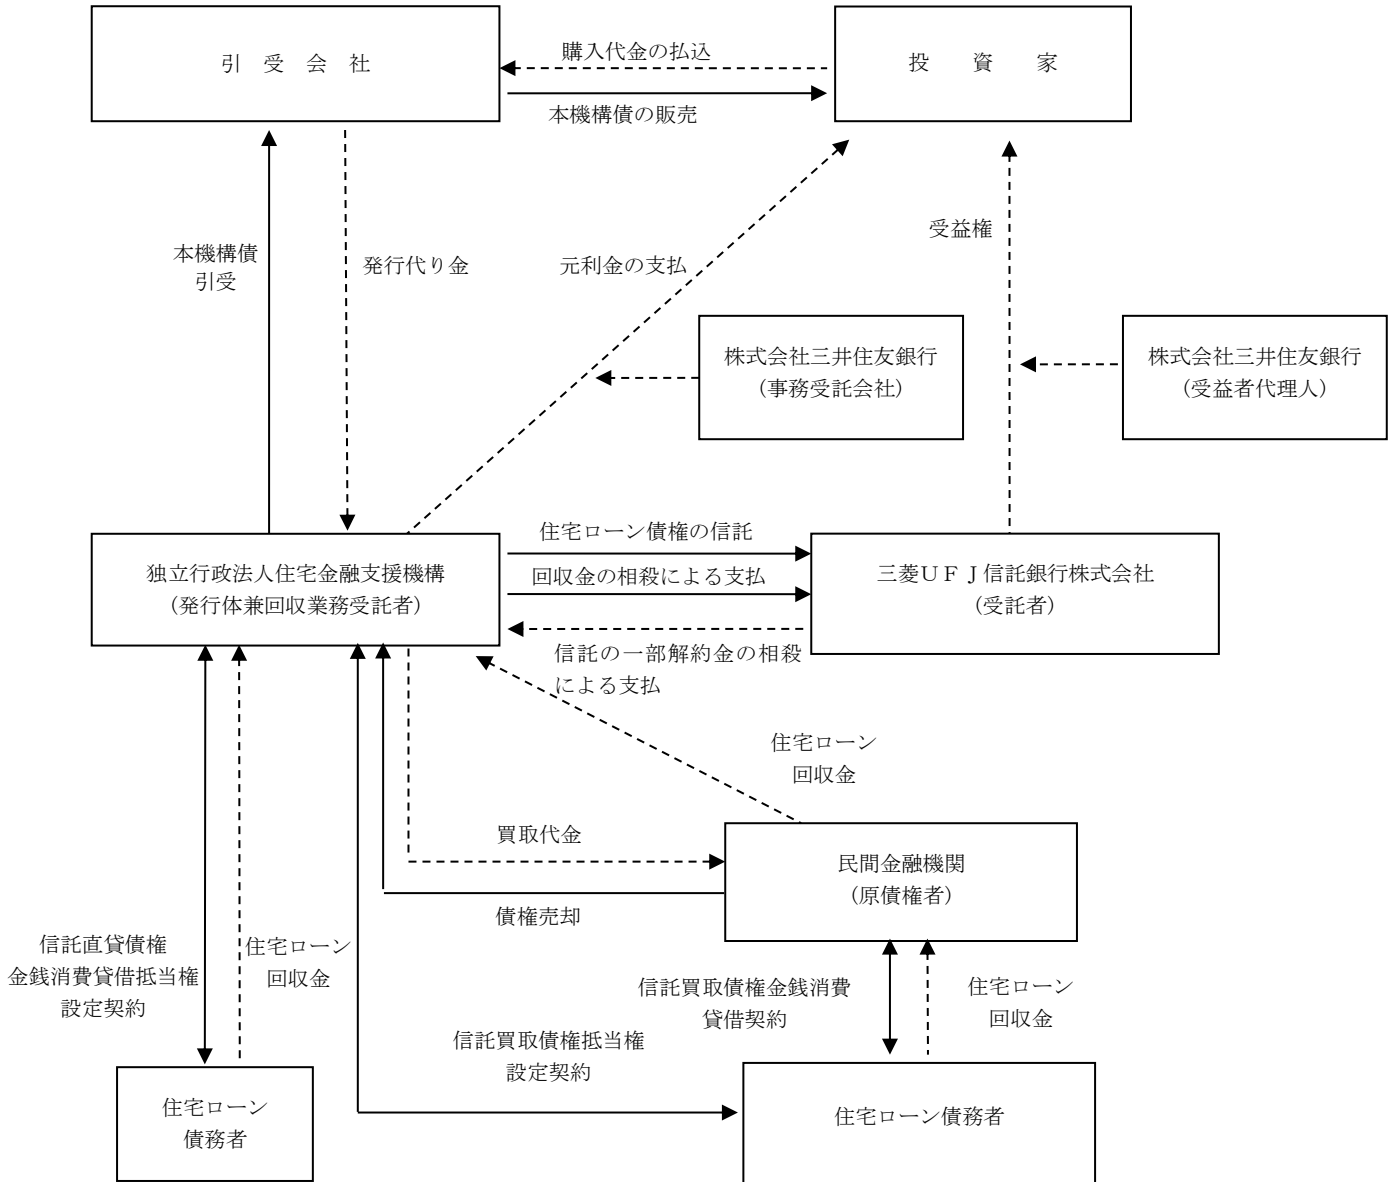 引　受　会　社
購入代金の払込
投　　資　　家
本機構債の販売
本機構債
引受
発行代り金
元利金の支払
受益権
株式会社三井住友銀行
（事務受託会社）
株式会社三井住友銀行
（受益者代理人）
独立行政法人住宅金融支援機構
（発行体兼回収業務受託者）
住宅ローン債権の信託
回収金の相殺による支払
三菱ＵＦＪ信託銀行株式会社
（受託者）
信託の一部解約金の相殺
による支払
住宅ローン
回収金
買取代金
民間金融機関
（原債権者）
債権売却
信託直貸債権
金銭消費貸借抵当権
設定契約
住宅ローン
回収金
信託買取債権金銭消費
貸借契約
住宅ローン
回収金
信託買取債権抵当権
設定契約
住宅ローン
債務者
住宅ローン債務者